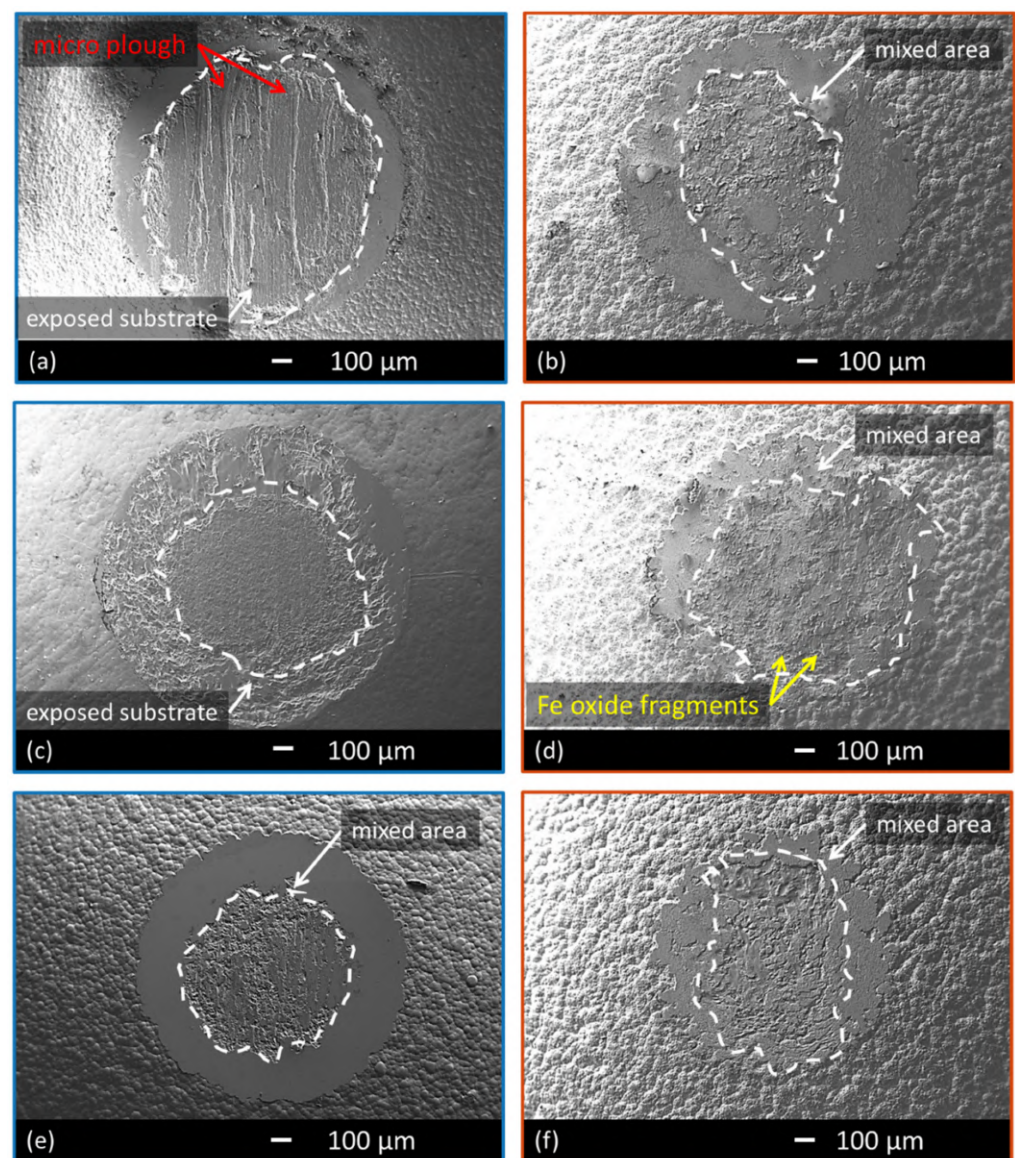 micro plough
exposed substrate
(a)
100 µm
mixed area
(b)
100 µm
exposed substrate
(c)
100 µm
mixed area
Fe oxide fragments
(d)
100 µm
mixed area
(e)
100 µm
mixed area
(f)
100 µm